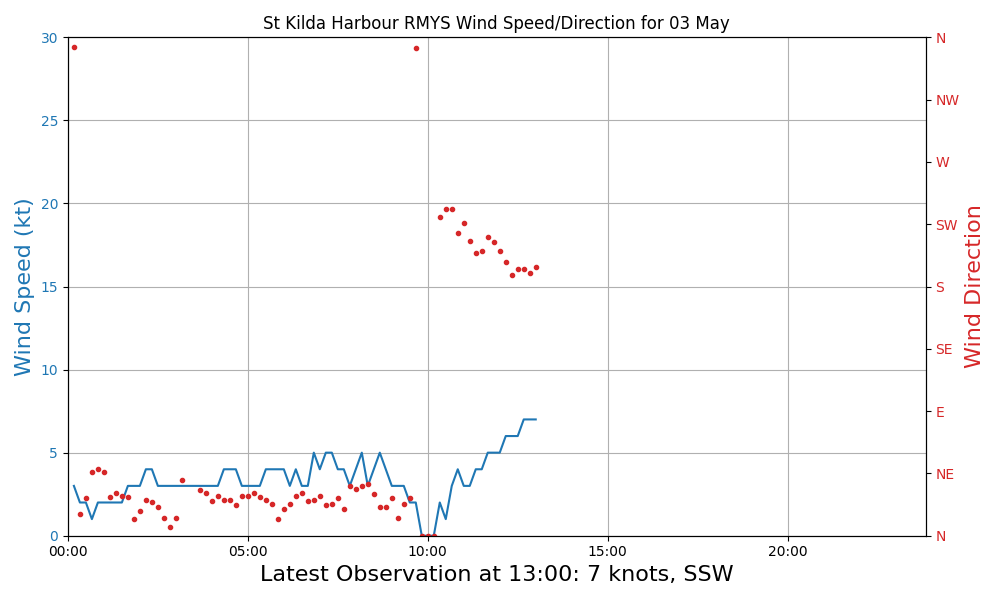 St Kilda Harbour RMYS Wind Speed/Direction for 03 May
30
25
20
15
10
5
0
Wind Speed (kt)
N
NW
W
SW
S
SE
E
NE
N
Wind Direction
00:00 05:00 10:00 15:00 20:00
Latest Observation at 13:00: 7 knots, SSW